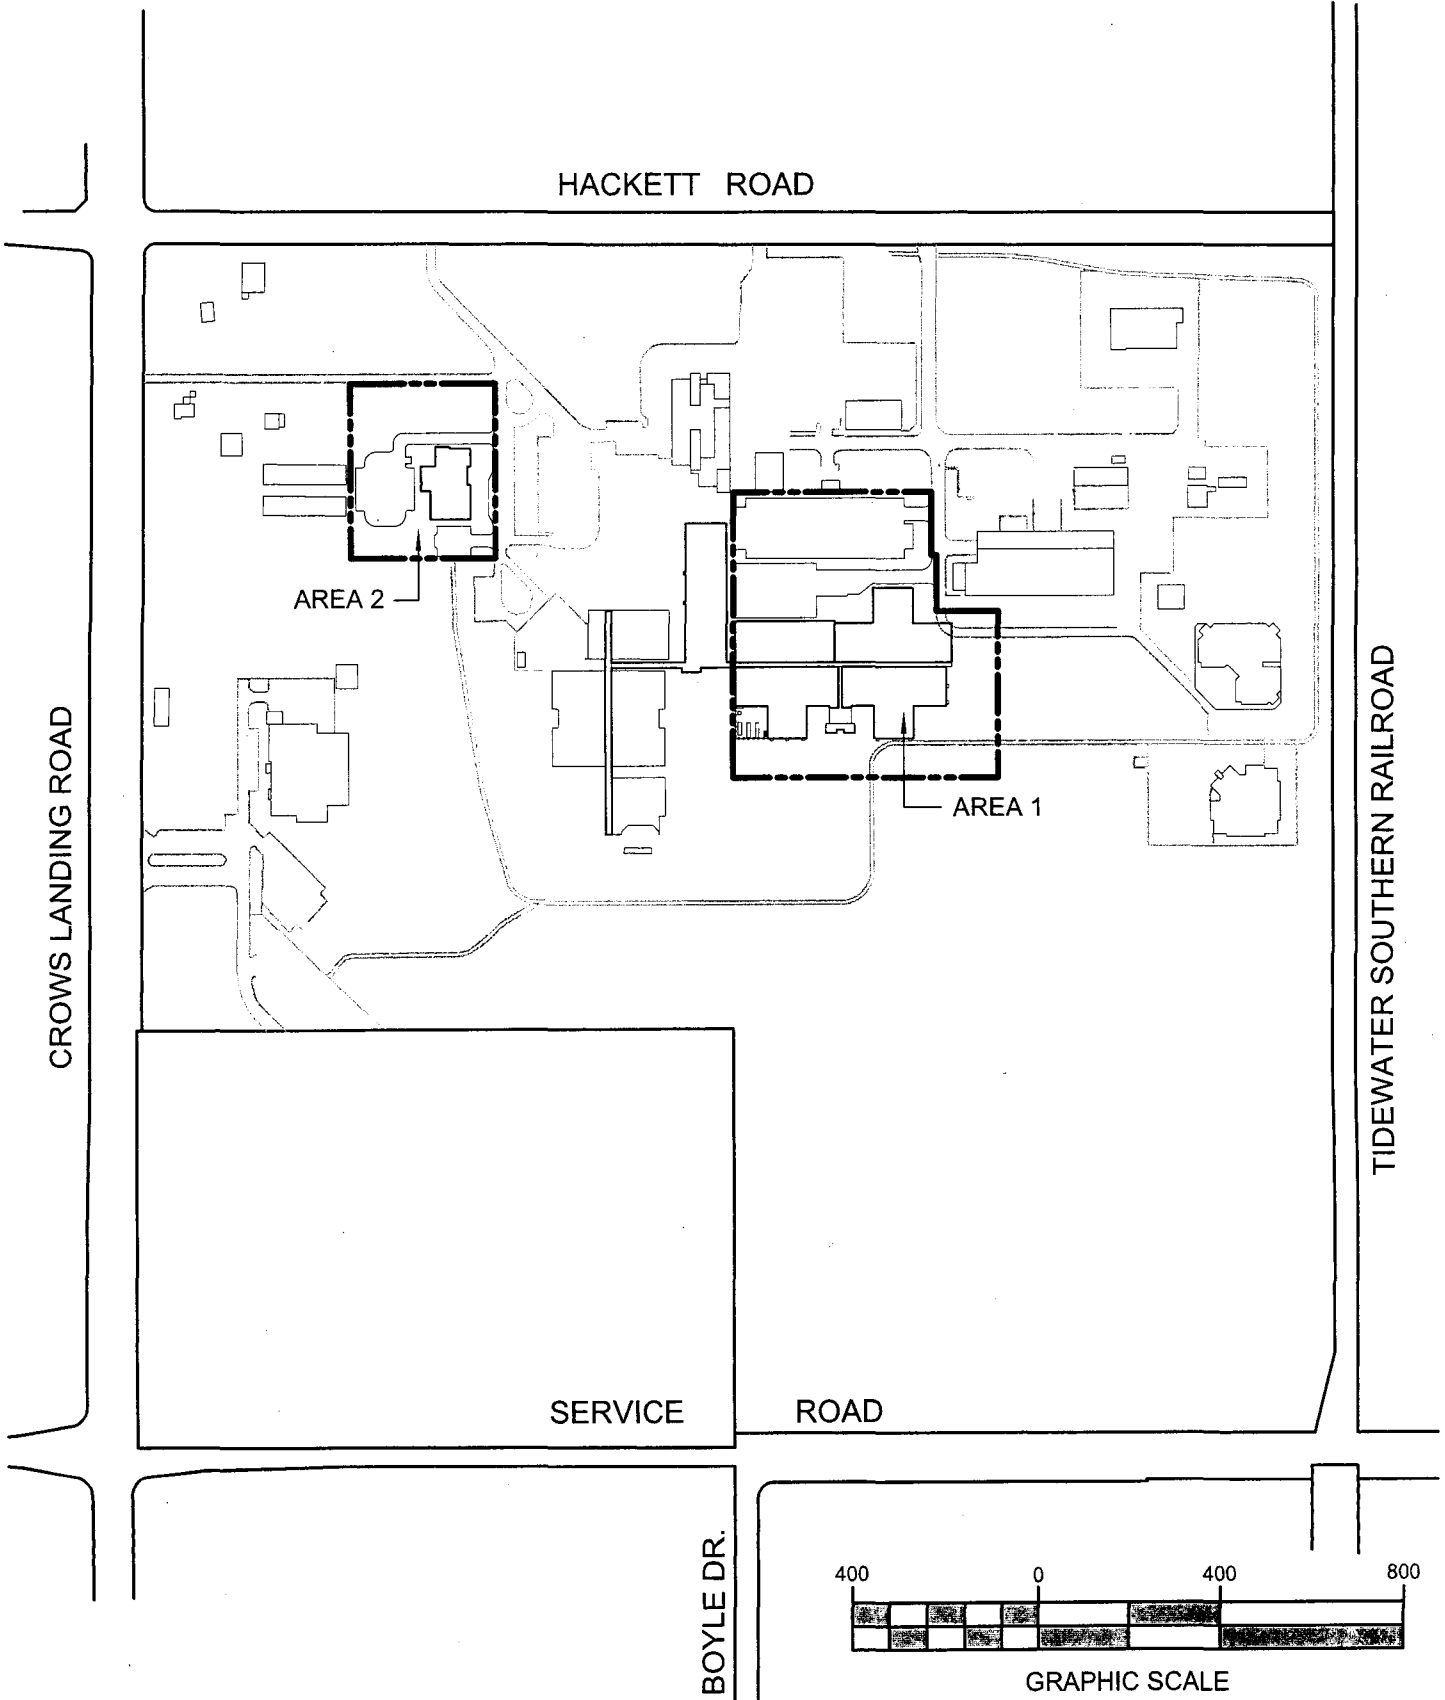 HACKETT ROAD
AREA 2
AREA 1
CROWS LANDING ROAD
TIDEWATER SOUTHERN RAILROAD
SERVICE ROAD
BOYLE DR.
400 0 400 800
GRAPHIC SCALE